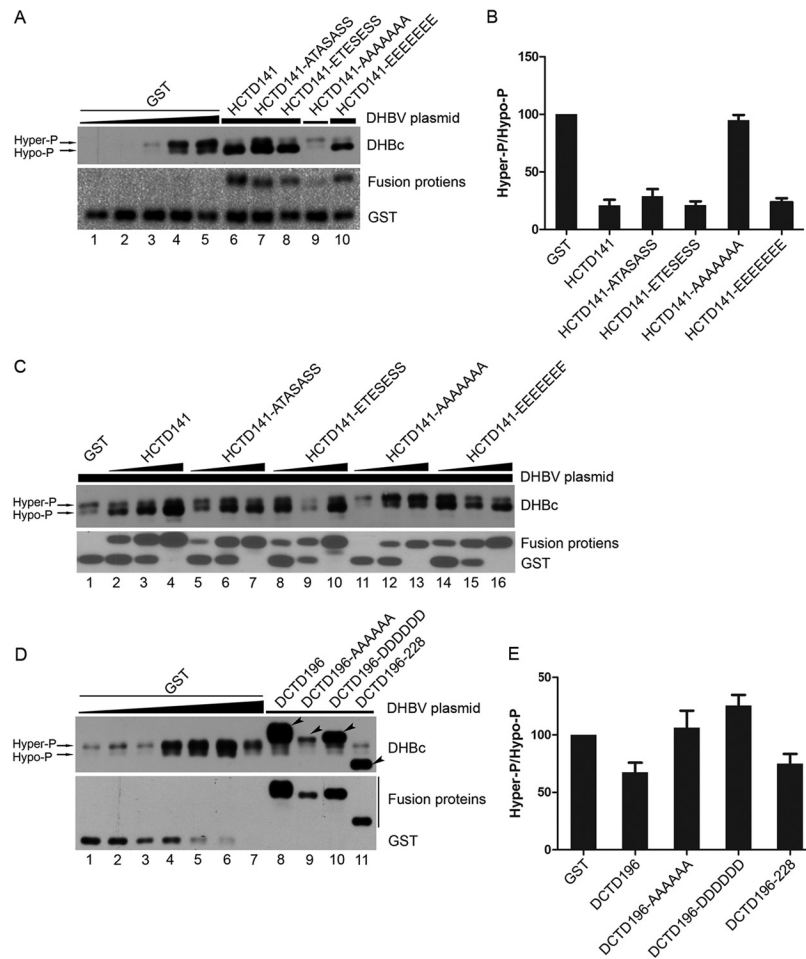 A
GST
HCTD141
HCTD141-ATASASS
HCTD141-ETESESS
HCTD141-AAAAAAA
HCTD141-EEEEEEE
DHBV plasmid
Hyper-P
Hypo-P
DHBc
Fusion protiens
GST
1 2 3 4 5 6 7 8 9 10
B
Hyper-P/Hypo-P
150
100
50
0
GST
HCTD141
HCTD141-ATASASS
HCTD141-ETESESS
HCTD141-AAAAAAA
HCTD141-EEEEEEE
C
GST
HCTD141
HCTD141-ATASASS
HCTD141-ETESESS
HCTD141-AAAAAAA
HCTD141-EEEEEEE
DHBV plasmid
Hyper-P
Hypo-P
DHBc
Fusion protiens
GST
1 2 3 4 5 6 7 8 9 10 11 12 13 14 15 16
D
GST
DCTD196
DCTD196-AAAAAA
DCTD196-DDDDDD
DCTD196-228
DHBV plasmid
Hyper-P
Hypo-P
DHBc
Fusion proteins
GST
1 2 3 4 5 6 7 8 9 10 11
E
Hyper-P/Hypo-P
50
100
50
0
GST
DCTD196
DCTD196-AAAAAA
DCTD196-DDDDDD
DCTD196-228